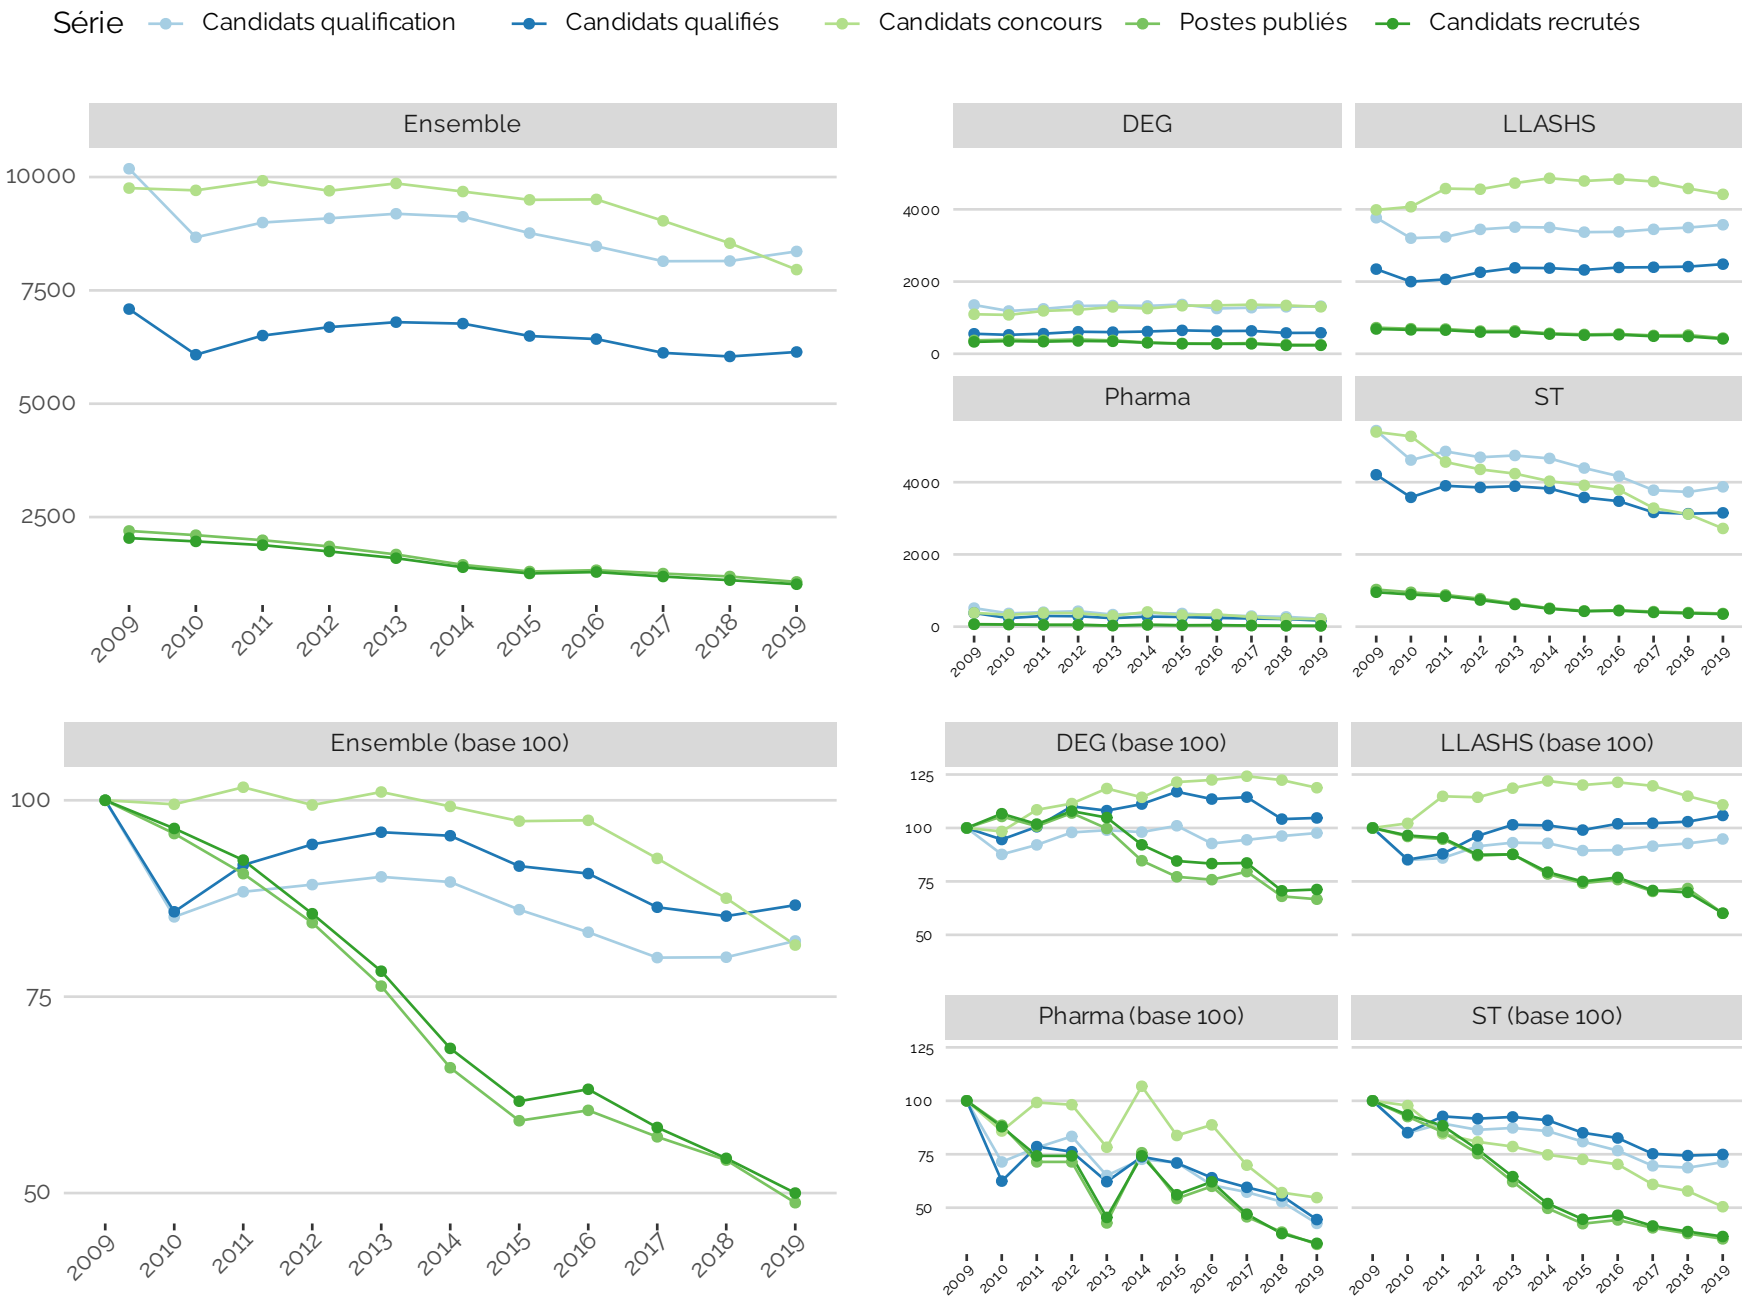 Série Candidats qualification Candidats qualifiés Candidats concours Postes publiés Candidats recrutés
Ensemble
10000
7500
5000
2500
2009 2010 2011 2012 2013 2014 2015 2016 2017 2018 2019
DEG LLASHS
4000
2000
0
Pharma ST
4000
2000
0
2009 2010 2011 2012 2013 2014 2015 2016 2017 2018 2019 2009 2010 2011 2012 2013 2014 2015 2016 2017 2018 2019
Ensemble (base 100)
100
75
50
2009 2010 2011 2012 2013 2014 2015 2016 2017 2018 2019
DEG (base 100) LLASHS (base 100)
125
100
75
50
Pharma (base 100) ST (base 100)
125
100
75
50
2009 2010 2011 2012 2013 2014 2015 2016 2017 2018 2019 2009 2010 2011 2012 2013 2014 2015 2016 2017 2018 2019